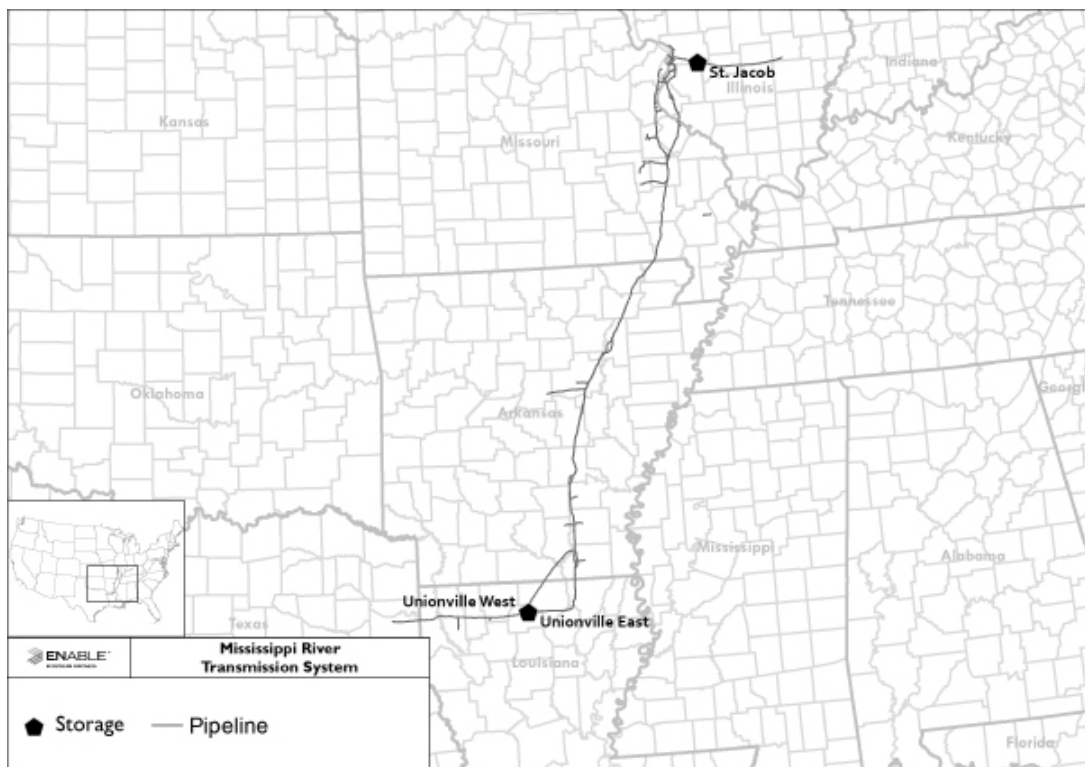 St. Jacob
Illinois
Indiana
Kansas
Missouri
Kentucky
Tennessee
Oklahoma
Arkansas
Georgia
Mississippi
Alabama
Unionville West
Unionville East
Texas
Louisiana
ENABLE
Mississippi River
Transmission System
Storage
Pipeline
Florida